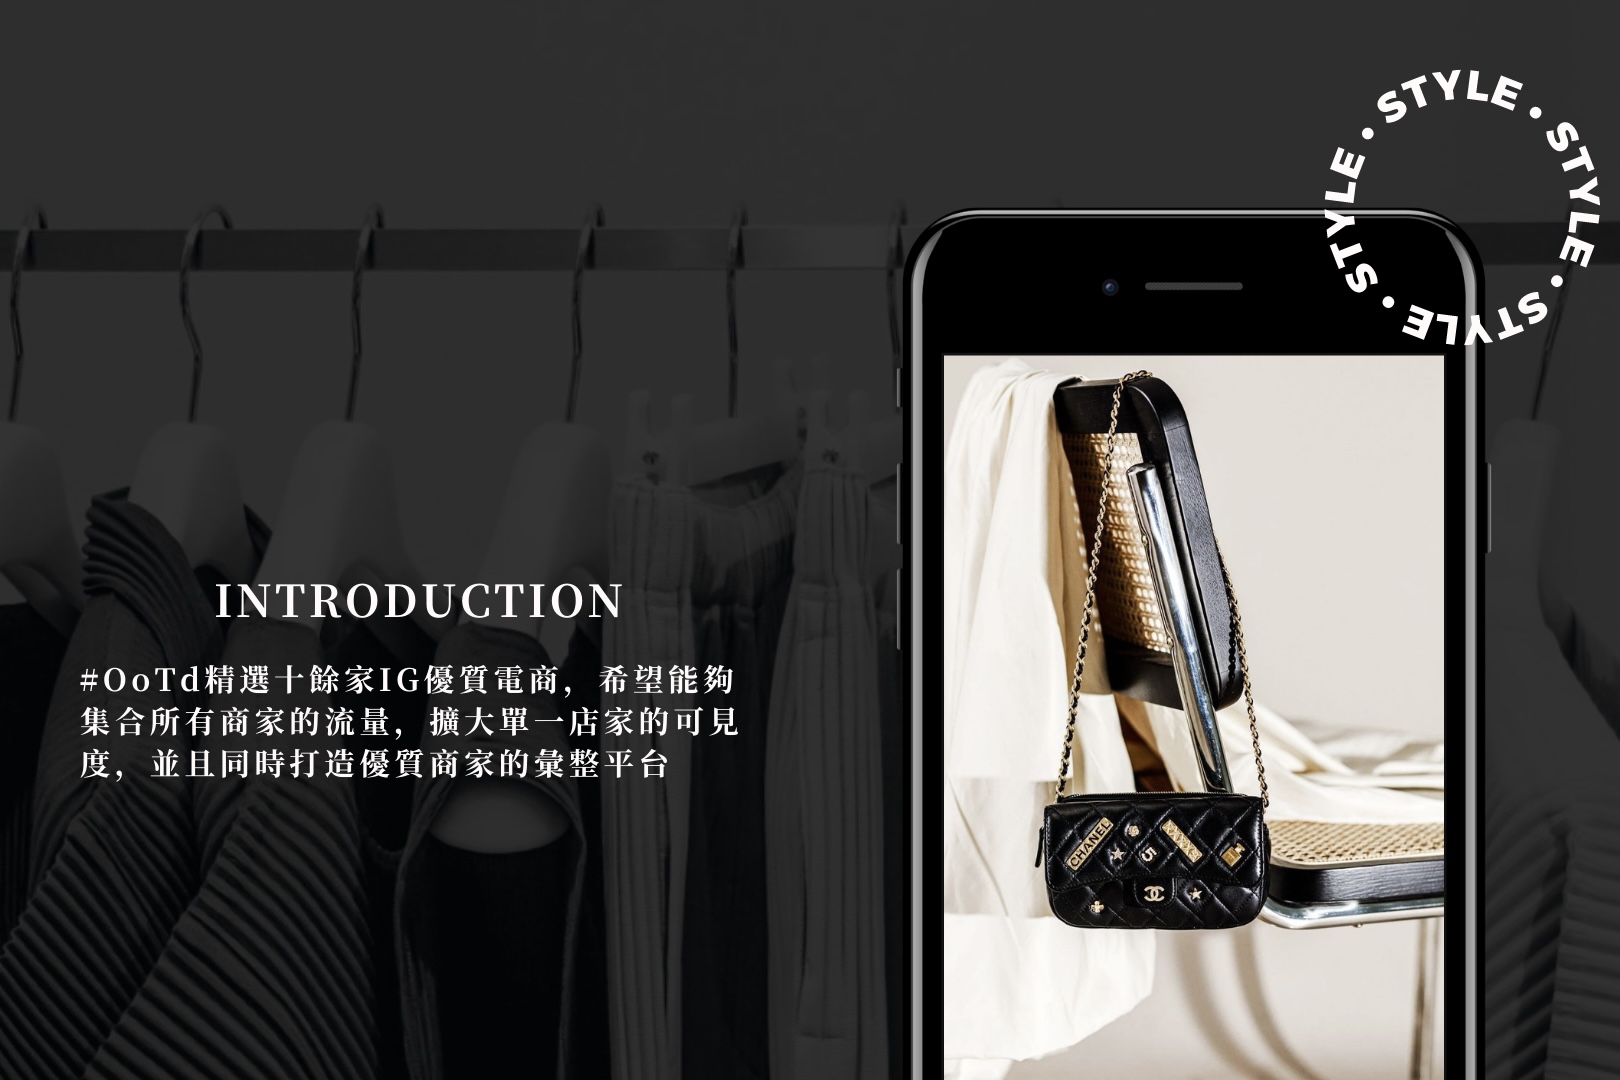 STYLE • STYLE • STYLE • STYLE •
INTRODUCTION
#OoTd精選十餘家IG優質電商，希望能夠
集合所有商家的流量，擴大單一店家的可見
度，並且同時打造優質商家的彙整平台
CHANEL
5